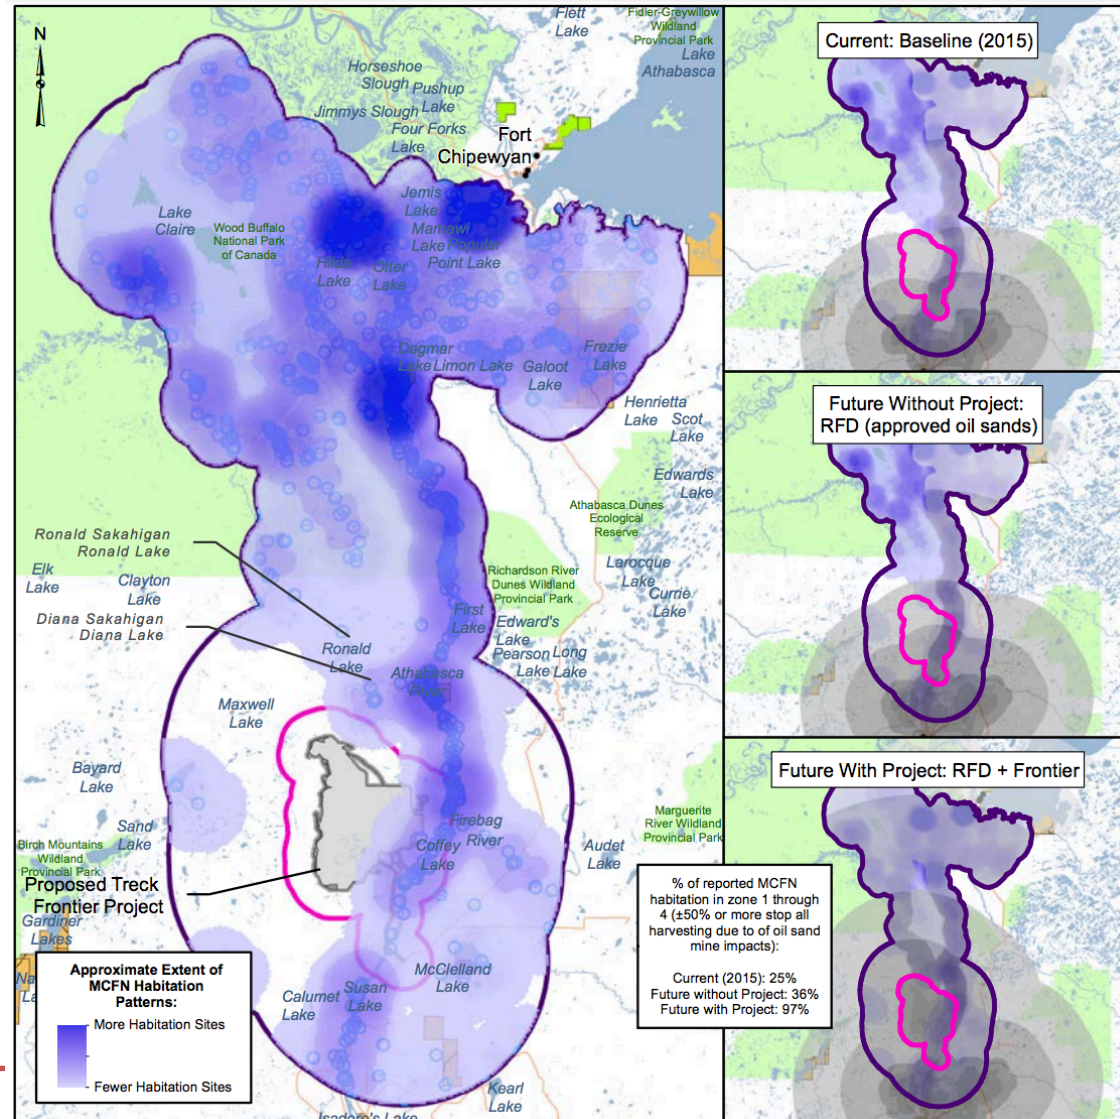 N
Flett
Lake
Fidler-Greywillow
Wildland
Provincial Park
Lake
Athabasca
Horseshoe
Slough
Pushup
Lake
Jimmys Slough
Four Forks
Lake
Fort
Chipewyan
Jemis
Lake
Mamawi
Lake
Popular
Point Lake
Lake
Claire
Wood Buffalo
National Park
of Canada
Hilda
Lake
Otter
Lake
Dagmar
Lake
Limon Lake
Galoot
Lake
Frezie
Lake
Henrietta
Lake
Scot
Lake
Edwards
Lake
Athabasca Dunes
Ecological
Reserve
Ronald Sakahigan
Ronald Lake
Elk
Lake
Clayton
Lake
Diana Sakahigan
Diana Lake
Richardson River
Dunes Wildland
Provincial Park
Larocque
Lake
Currie
Lake
First
Lake
Edward's
Lake
Pearson
Lake
Long
Lake
Ronald
Lake
Athabasca
River
Maxwell
Lake
Bayard
Lake
Sand
Lake
Birch Mountains
Wildland
Provincial Park
Proposed Treck
Frontier Project
Gardiner
Lakes
Firebag
River
Coffey
Lake
Audet
Lake
Marguerite
River Wildland
Provincial Park
McClelland
Lake
Susan
Lake
Calumet
Lake
Kearl
Lake
Isadore's Lake
Approximate Extent of
MCFN Habitation
Patterns:
More Habitation Sites
Fewer Habitation Sites
Current: Baseline (2015)
Future Without Project:
RFD (approved oil sands)
Future With Project: RFD + Frontier
% of reported MCFN
habitation in zone 1 through
4 (±50% or more stop all
harvesting due to of oil sand
mine impacts):
Current (2015): 25%
Future without Project: 36%
Future with Project: 97%